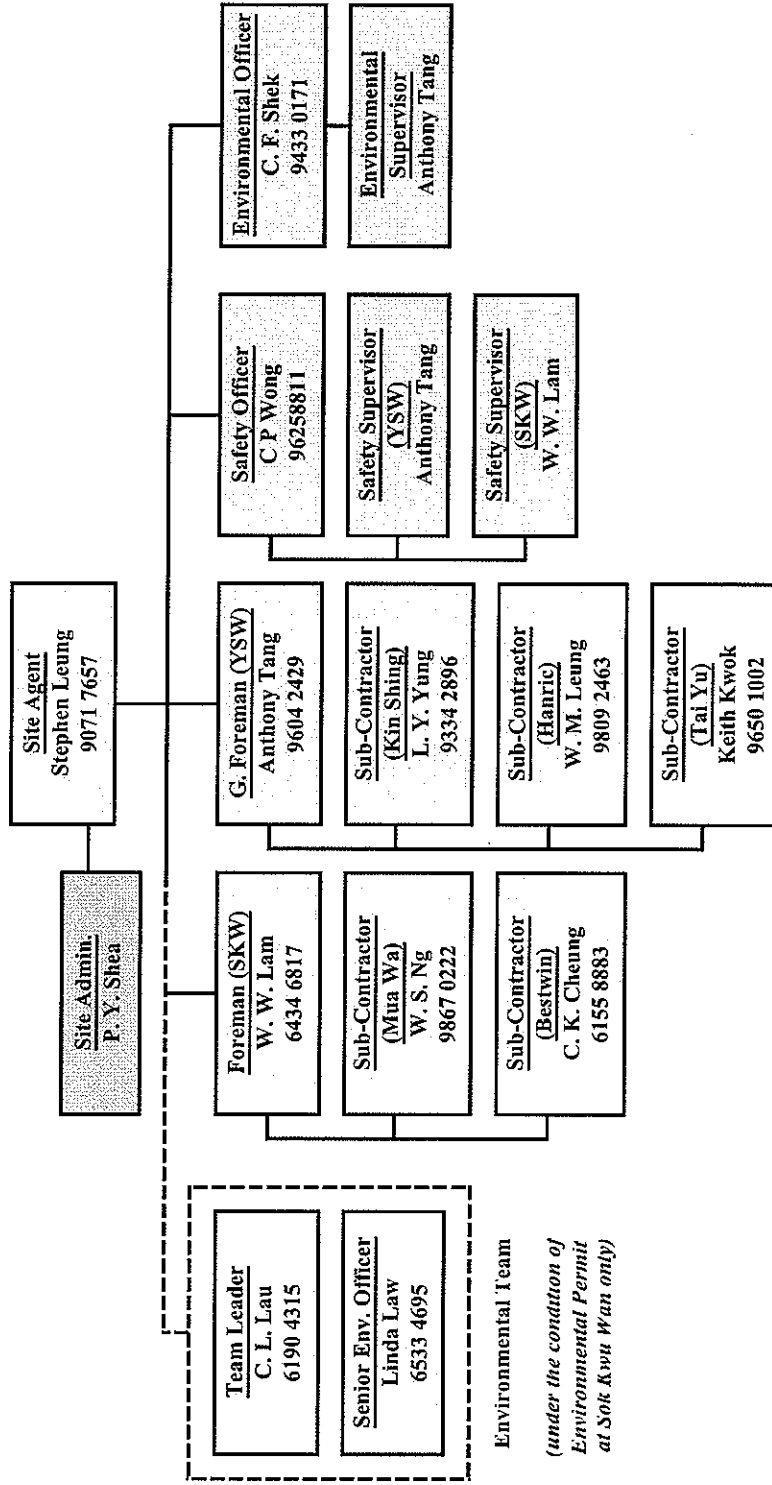 Site Agent
Stephen Leung
9071 7657
Site Admin.
P. Y. Shea
Team Leader
C. L. Lau
6190 4315
Senior Env. Officer
Linda Law
6533 4695
Environmental Team
(under the condition of
Environmental Permit
at Sok Kwu Wan only)
Foreman (SKW)
W. W. Lam
6434 6817
Sub-Contractor
(Mua Wa)
W. S. Ng
9867 0222
Sub-Contractor
(Bestwin)
C. K. Cheung
6155 8883
G. Foreman (YSW)
Anthony Tang
9604 2429
Sub-Contractor
(Kin Shing)
L. Y. Yung
9334 2896
Sub-Contractor
(Hanric)
W. M. Leung
9809 2463
Sub-Contractor
(Tai Yu)
Keith Kwok
9650 1002
Safety Officer
C P Wong
96258811
Safety Supervisor
(YSW)
Anthony Tang
Safety Supervisor
(SKW)
W. W. Lam
Environmental Officer
C. F. Shek
9433 0171
Environmental
Supervisor
Anthony Tang